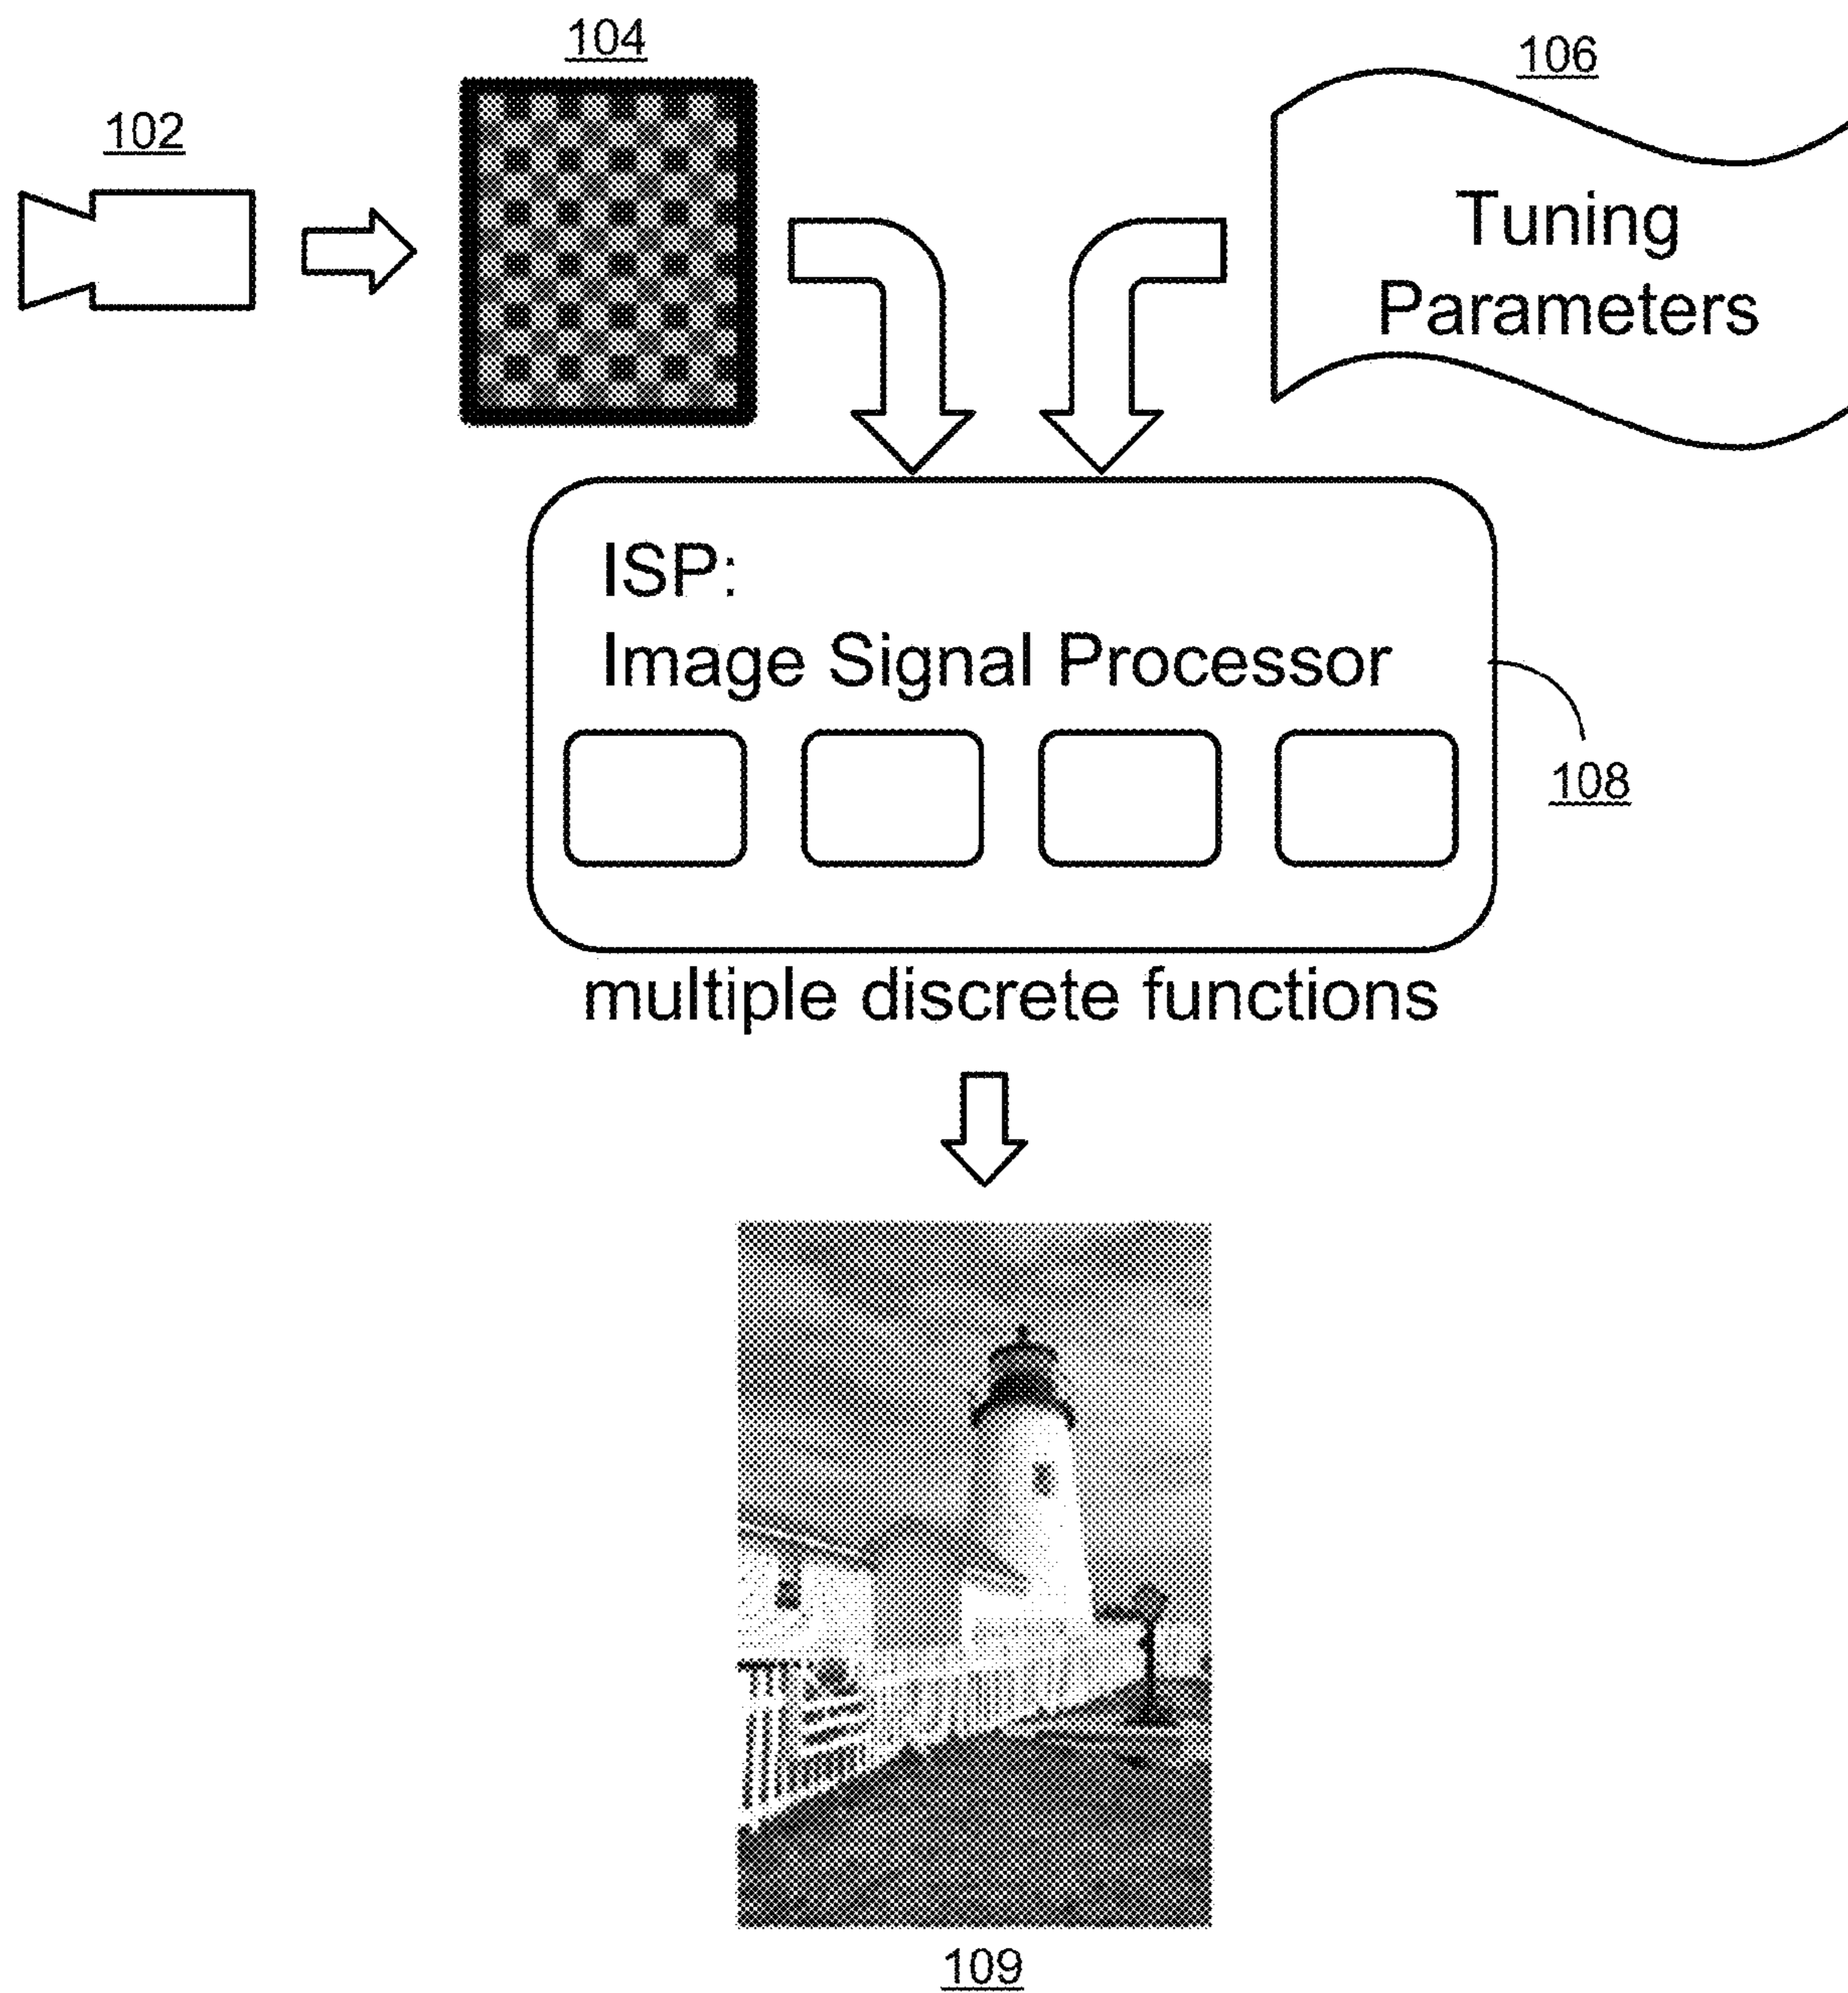 104
106
102
Tuning
Parameters
ISP:
Image Signal Processor
108
multiple discrete functions
109